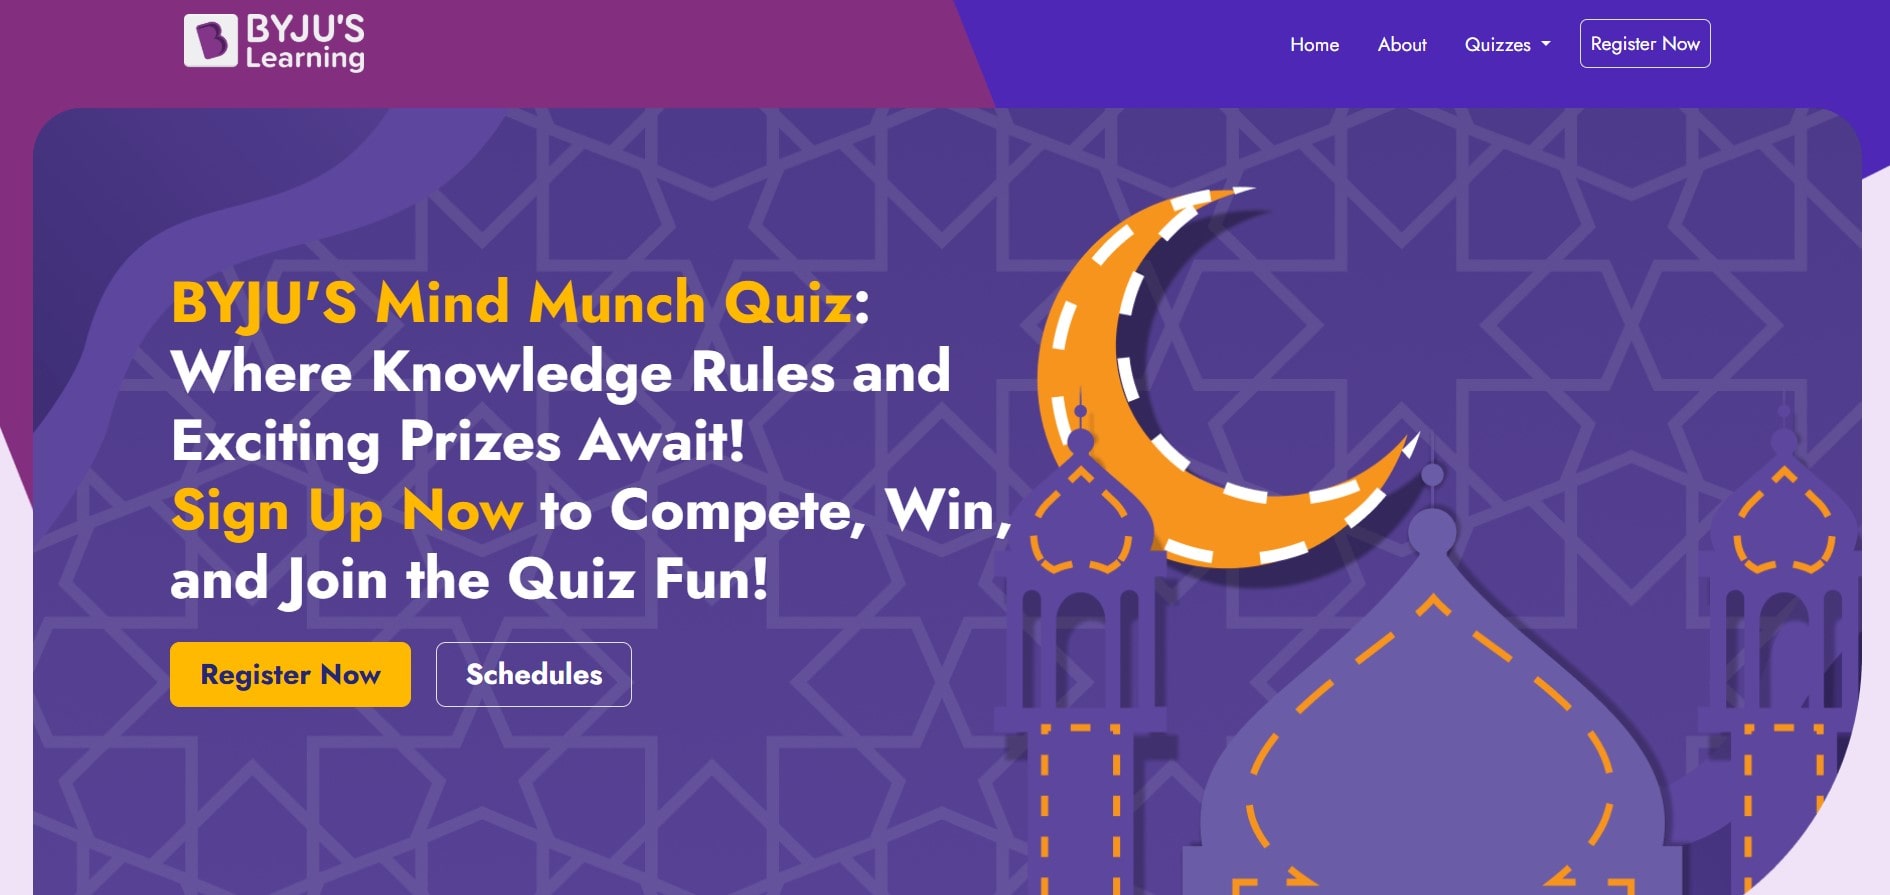 BYJU'S
Learning
Home
About
Quizzes
Register Now
BYJU'S Mind Munch Quiz:
Where Knowledge Rules and
Exciting Prizes Await!
Sign Up Now to Compete, Win,
and Join the Quiz Fun!
Register Now
Schedules